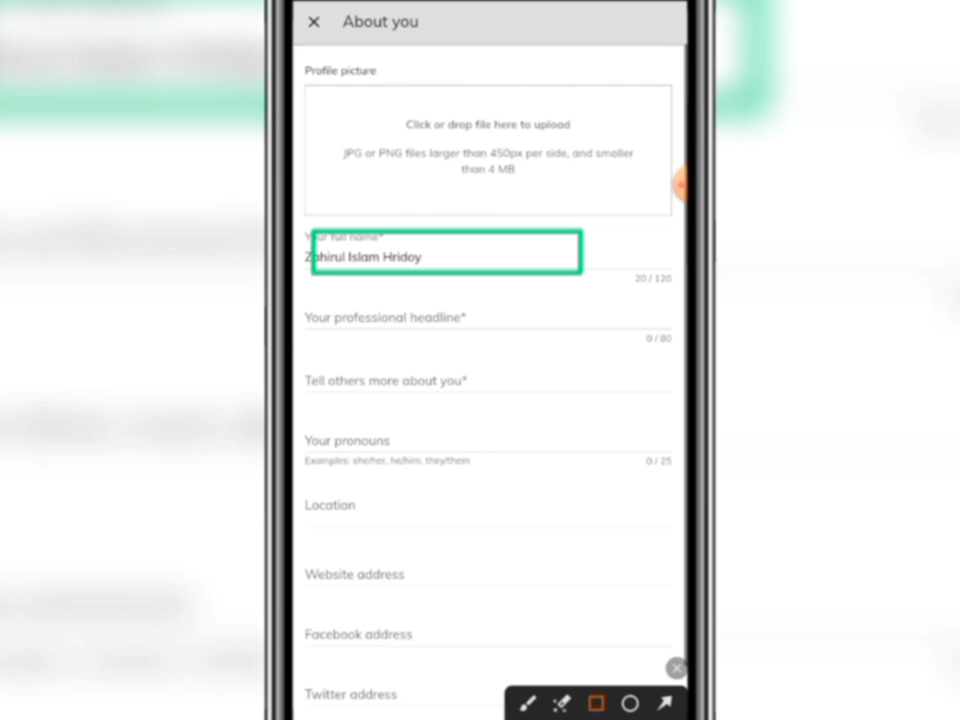 About you
Profile picture
Click or drop file here to upload
JPG or PNG files larger than 450px per side, and smaller
than 4 MB
Your full name*
Zahirul Islam Hridoy
20 / 120
Your professional headline*
0 / 80
Tell others more about you*
Your pronouns
Examples: she/her, he/him, they/them
0 / 25
Location
Website address
Facebook address
Twitter address